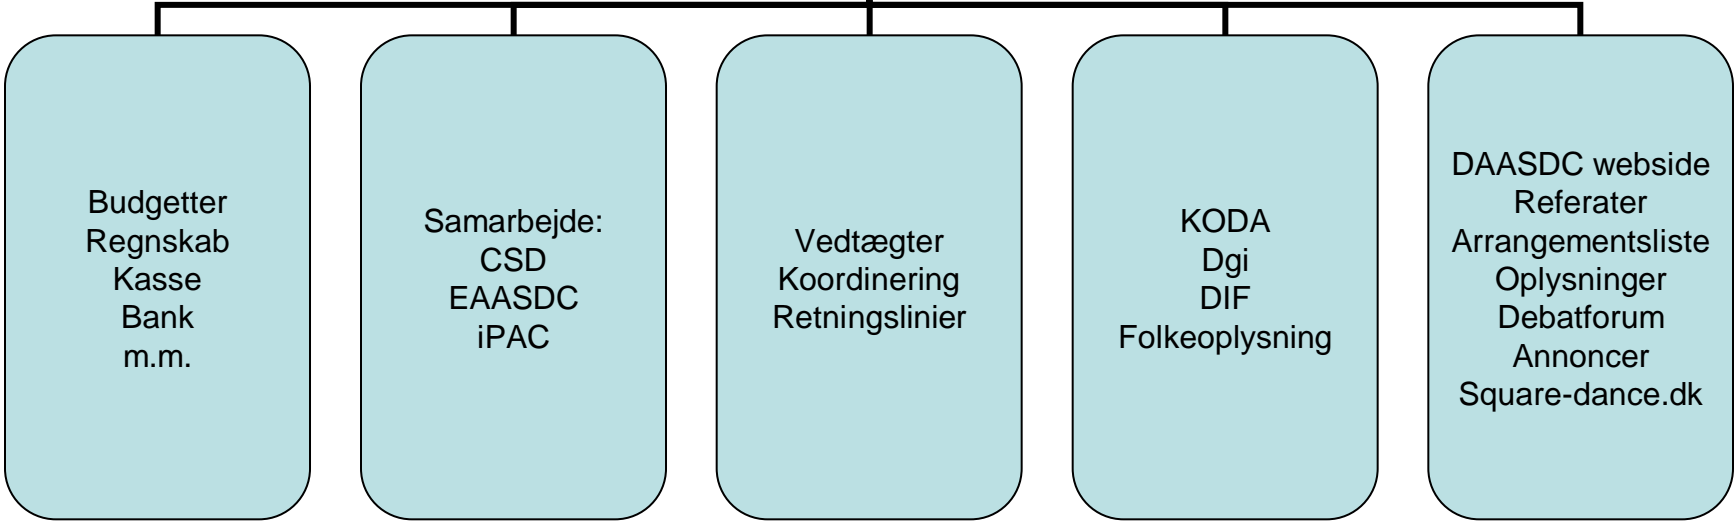 Budgetter
Regnskab
Kasse
Bank
m.m.
Samarbejde:
CSD
EAASDC
iPAC
Vedtægter
Koordinering
Retningslinier
KODA
Dgi
DIF
Folkeoplysning
DAASDC webside
Referater
Arrangementsliste
Oplysninger
Debatforum
Annoncer
Square-dance.dk